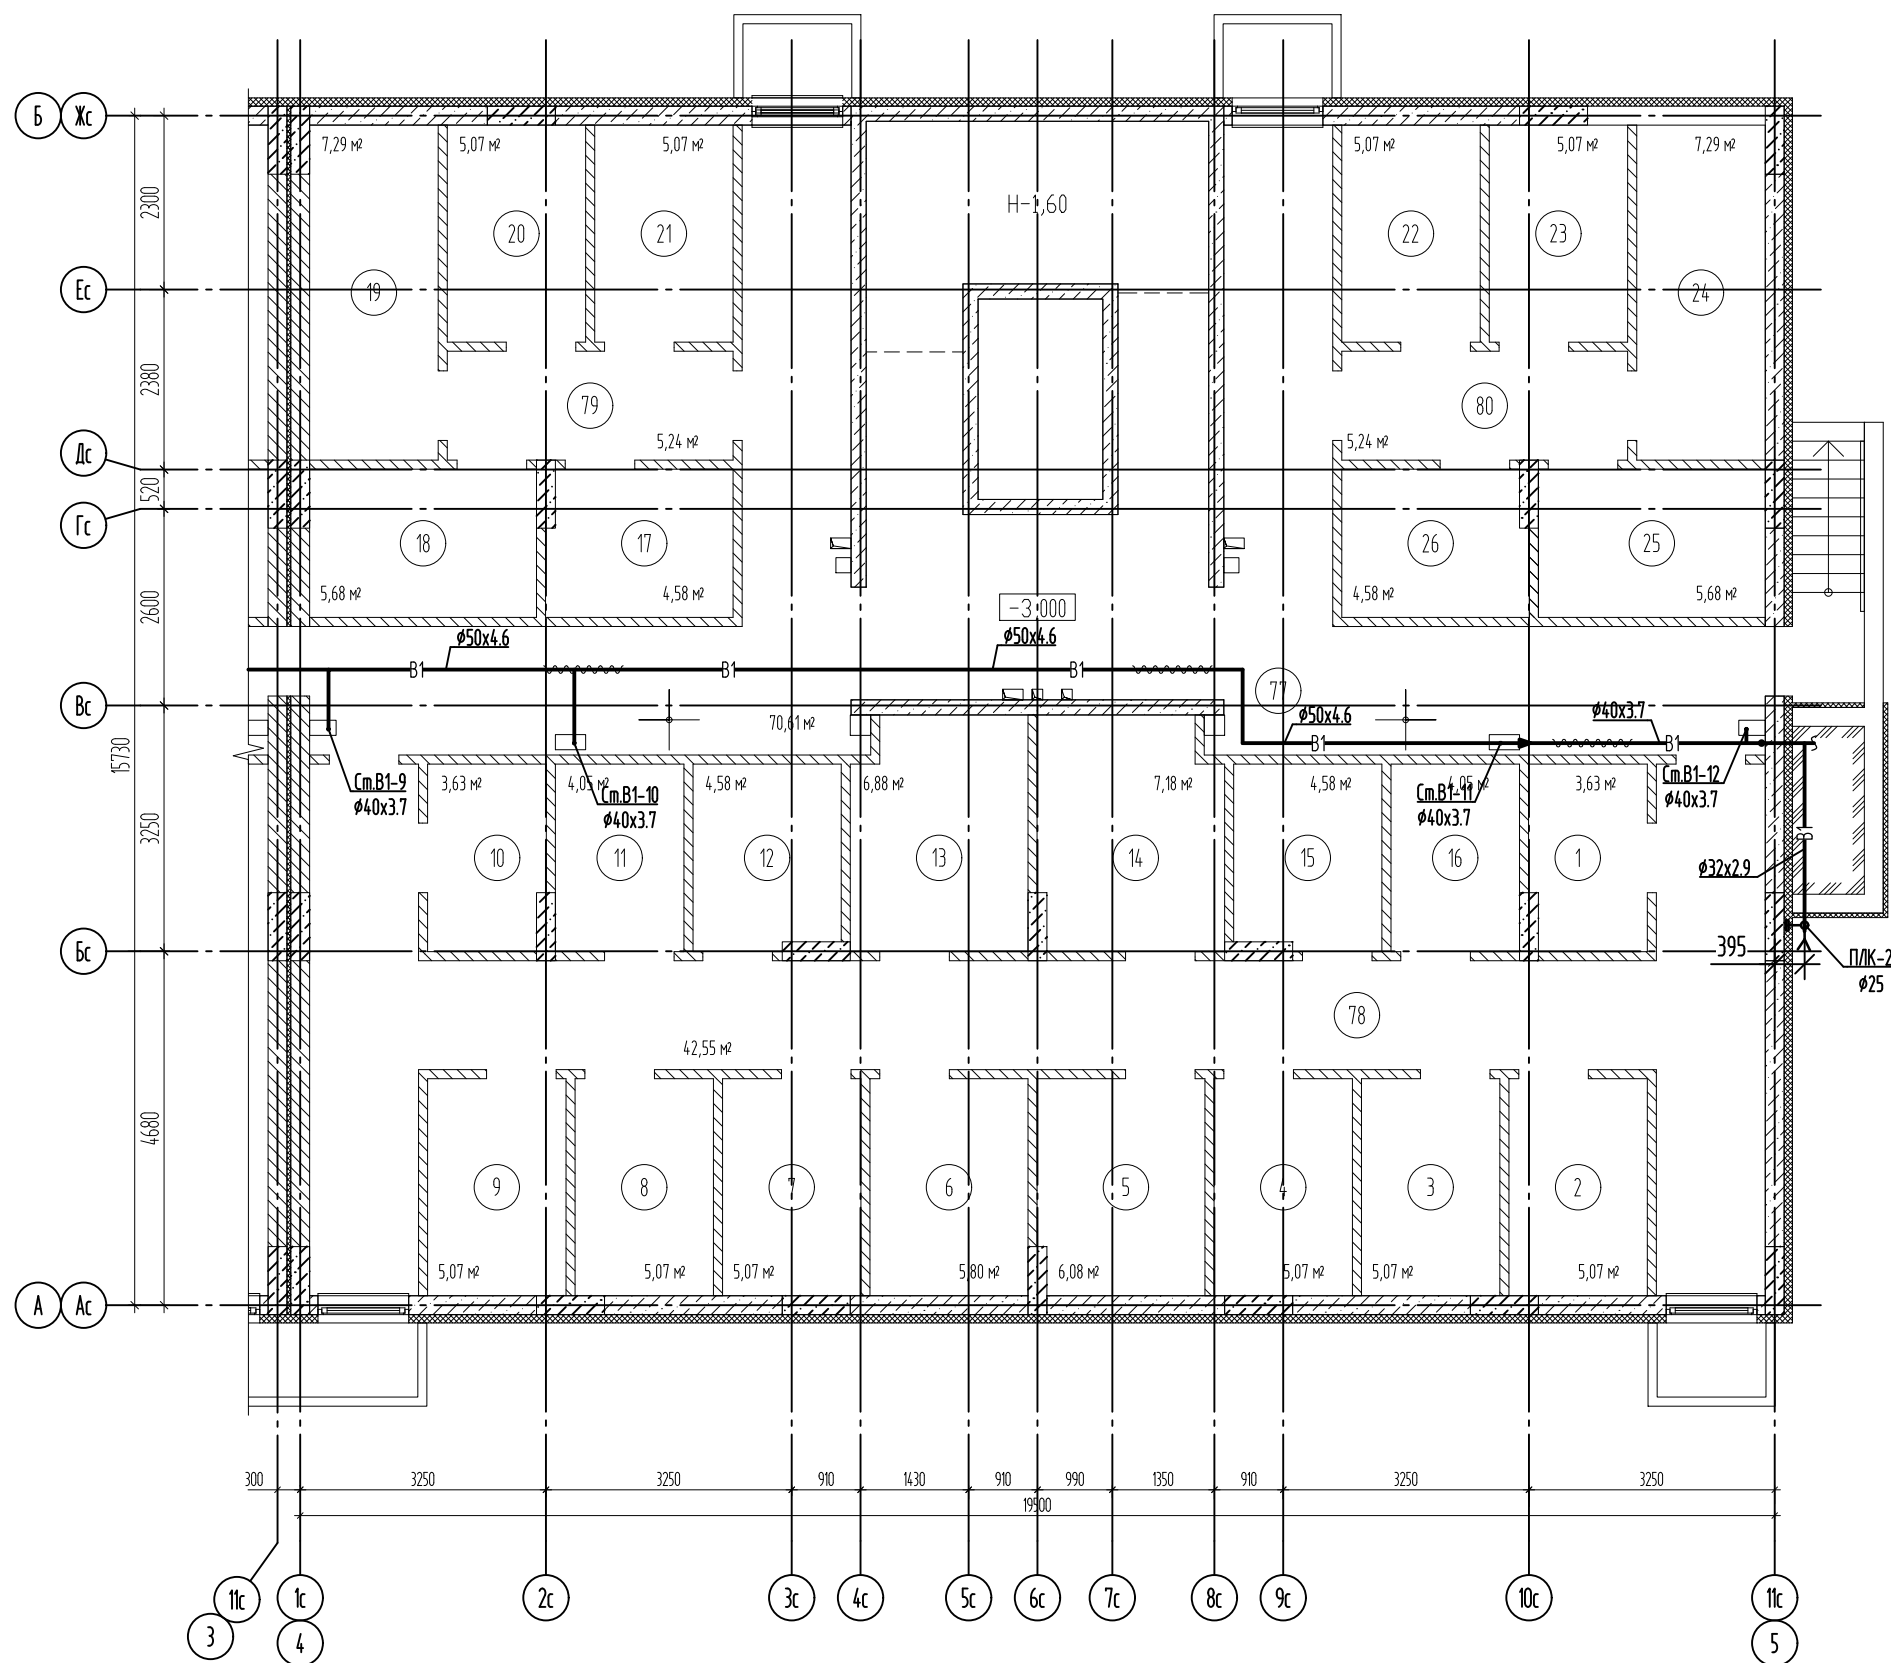 Б Жс
7,29 м²
5,07 м²
5,07 м²
5,07 м²
5,07 м²
7,29 м²
2300
Н-1,60
20
21
22
23
Ес
19
24
2380
79
80
5,24 м²
5,24 м²
Дс
520
Гс
18
17
26
25
5,68 м²
4,58 м²
4,58 м²
5,68 м²
2600
-3.000
ø50x4.6
ø50x4.6
В1
В1
В1
77
Вс
70,61 м²
ø50x4.6
ø40x3.7
15730
В1
В1
3,63 м²
4,05 м²
4,58 м²
6,88 м²
7,18 м²
4,58 м²
4,05 м²
3,63 м²
Ст.В1-9
ø40x3.7
Ст.В1-10
ø40x3.7
Ст.В1-11
ø40x3.7
Ст.В1-12
ø40x3.7
3250
В1
10
11
12
13
14
15
16
1
ø32x2.9
Бс
395
ПЛК-2
ø25
78
42,55 м²
4680
9
8
7
6
5
4
3
2
5,07 м²
5,07 м²
5,07 м²
5,80 м²
6,08 м²
5,07 м²
5,07 м²
5,07 м²
А Ас
300
3250
3250
910
1430
910
990
1350
910
3250
3250
19500
11с
1с
2с
3с
4с
5с
6с
7с
8с
9с
10с
11с
3
4
5